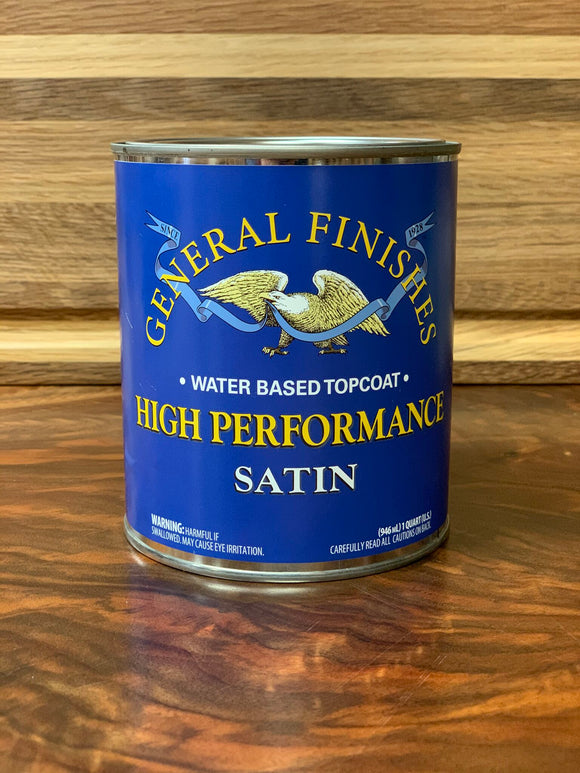 SINCE 1928
GENERAL FINISHES
• WATER BASED TOPCOAT •
HIGH PERFORMANCE
SATIN
WARNING: HARMFUL IF
SWALLOWED. MAY CAUSE EYE IRRITATION.
(946 mL) 1 QUART (U.S.)
CAREFULLY READ ALL CAUTIONS ON BACK.